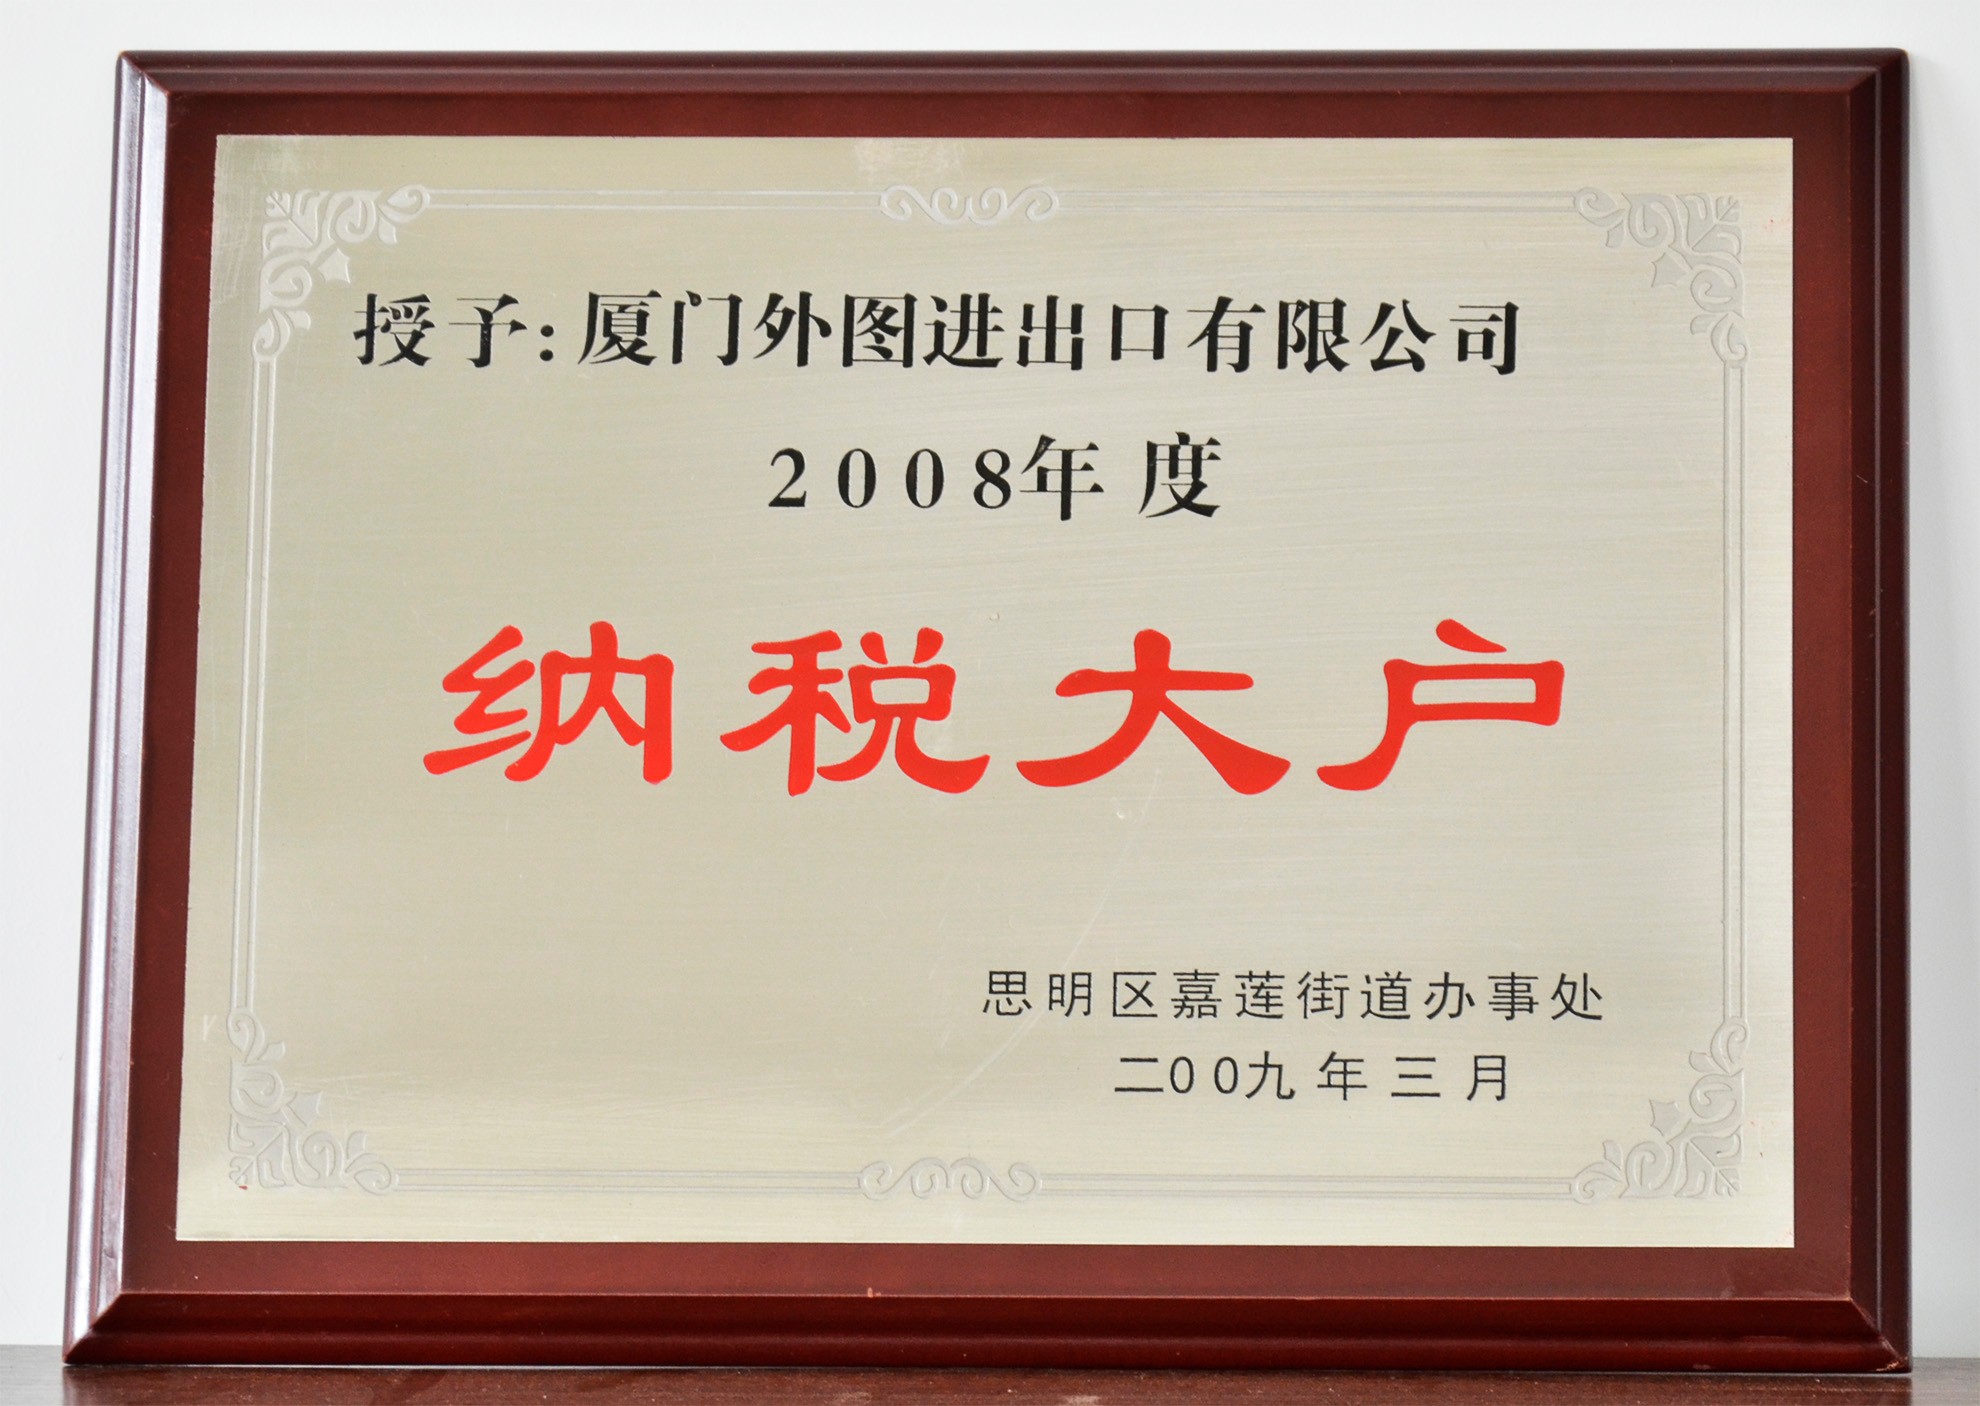 授予:厦门外图进出口有限公司
2008年度
纳税大户
思明区嘉莲街道办事处
二00九年三月